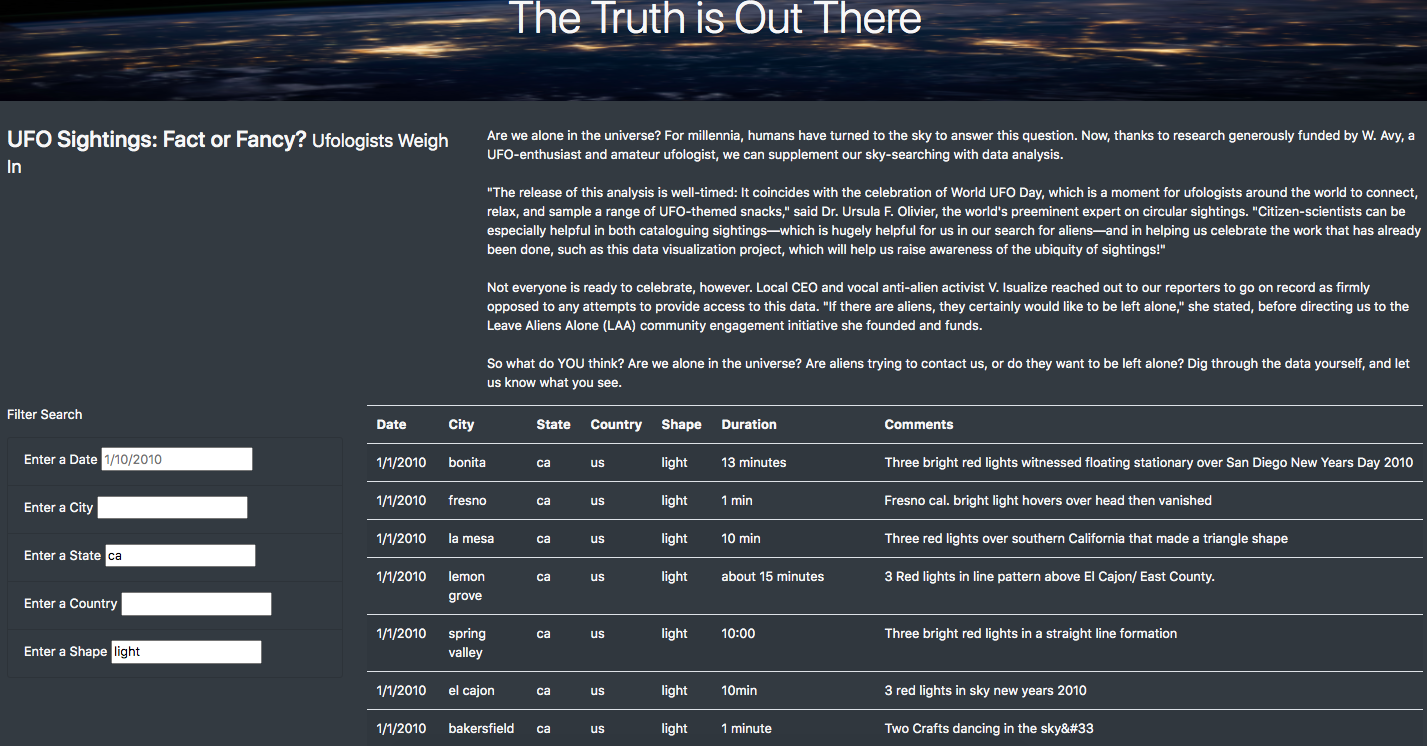 The Truth is Out There
UFO Sightings: Fact or Fancy? Ufologists Weigh
In
Are we alone in the universe? For millennia, humans have turned to the sky to answer this question. Now, thanks to research generously funded by W. Avy, a
UFO-enthusiast and amateur ufologist, we can supplement our sky-searching with data analysis.
"The release of this analysis is well-timed: It coincides with the celebration of World UFO Day, which is a moment for ufologists around the world to connect,
relax, and sample a range of UFO-themed snacks," said Dr. Ursula F. Olivier, the world's preeminent expert on circular sightings. "Citizen-scientists can be
especially helpful in both cataloguing sightings—which is hugely helpful for us in our search for aliens—and in helping us celebrate the work that has already
been done, such as this data visualization project, which will help us raise awareness of the ubiquity of sightings!"
Not everyone is ready to celebrate, however. Local CEO and vocal anti-alien activist V. Isualize reached out to our reporters to go on record as firmly
opposed to any attempts to provide access to this data. "If there are aliens, they certainly would like to be left alone," she stated, before directing us to the
Leave Aliens Alone (LAA) community engagement initiative she founded and funds.
So what do YOU think? Are we alone in the universe? Are aliens trying to contact us, or do they want to be left alone? Dig through the data yourself, and let
us know what you see.
Filter Search
Enter a Date 1/10/2010
Enter a City
Enter a State ca
Enter a Country
Enter a Shape light
Date City State Country Shape Duration Comments
1/1/2010 bonita ca us light 13 minutes Three bright red lights witnessed floating stationary over San Diego New Years Day 2010
1/1/2010 fresno ca us light 1 min Fresno cal. bright light hovers over head then vanished
1/1/2010 la mesa ca us light 10 min Three red lights over southern California that made a triangle shape
1/1/2010 lemon ca us light about 15 minutes 3 Red lights in line pattern above El Cajon/ East County.
grove
1/1/2010 spring ca us light 10:00 Three bright red lights in a straight line formation
valley
1/1/2010 el cajon ca us light 10min 3 red lights in sky new years 2010
1/1/2010 bakersfield ca us light 1 minute Two Crafts dancing in the sky&#33